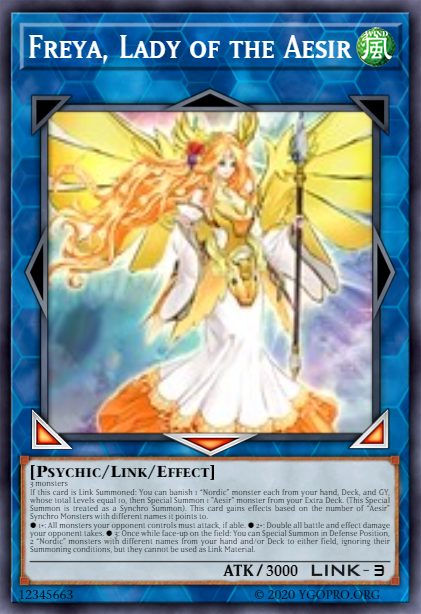 FREYA, LADY OF THE AESIR
WIND
風
[PSYCHIC/LINK/EFFECT]
3 monsters
If this card is Link Summoned: You can banish 1 "Nordic" monster each from your hand, Deck, and GY,
whose total Levels equal 10, then Special Summon 1 "Aesir" monster from your Extra Deck. (This Special
Summon is treated as a Synchro Summon). This card gains effects based on the number of "Aesir"
Synchro Monsters with different names it points to.
● 1+: All monsters your opponent controls must attack, if able. ● 2+: Double all battle and effect damage
your opponent takes. ● 3: Once while face-up on the field: You can Special Summon in Defense Position,
2 "Nordic" monsters with different names from your hand and/or Deck to either field, ignoring their
Summoning conditions, but they cannot be used as Link Material.
ATK/3000 LINK-3
12345663 © 2020 YGOPRO.ORG